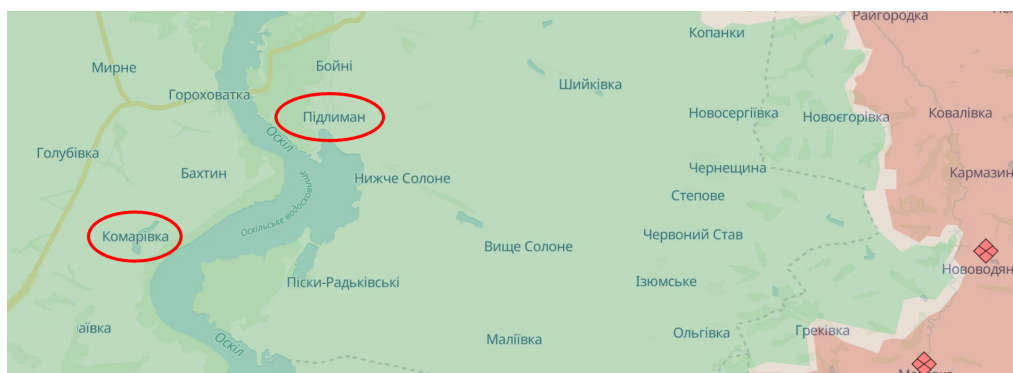 Райгородка
Копанки
Мирне
Бойні
Гороховатка
Шийківка
Підлиман
Новосергіївка
Новоєгорівка
Ковалівка
Оскіл
Голубівка
Бахтин
Нижче Солоне
Чернещина
Кармазин
Степове
Оскільське водосховище
Комарівка
Червоний Став
Вище Солоне
Нововодян
Піски-Радьківські
Ізюмське
аївка
Оскіл
Маліївка
Ольгівка
Греківка